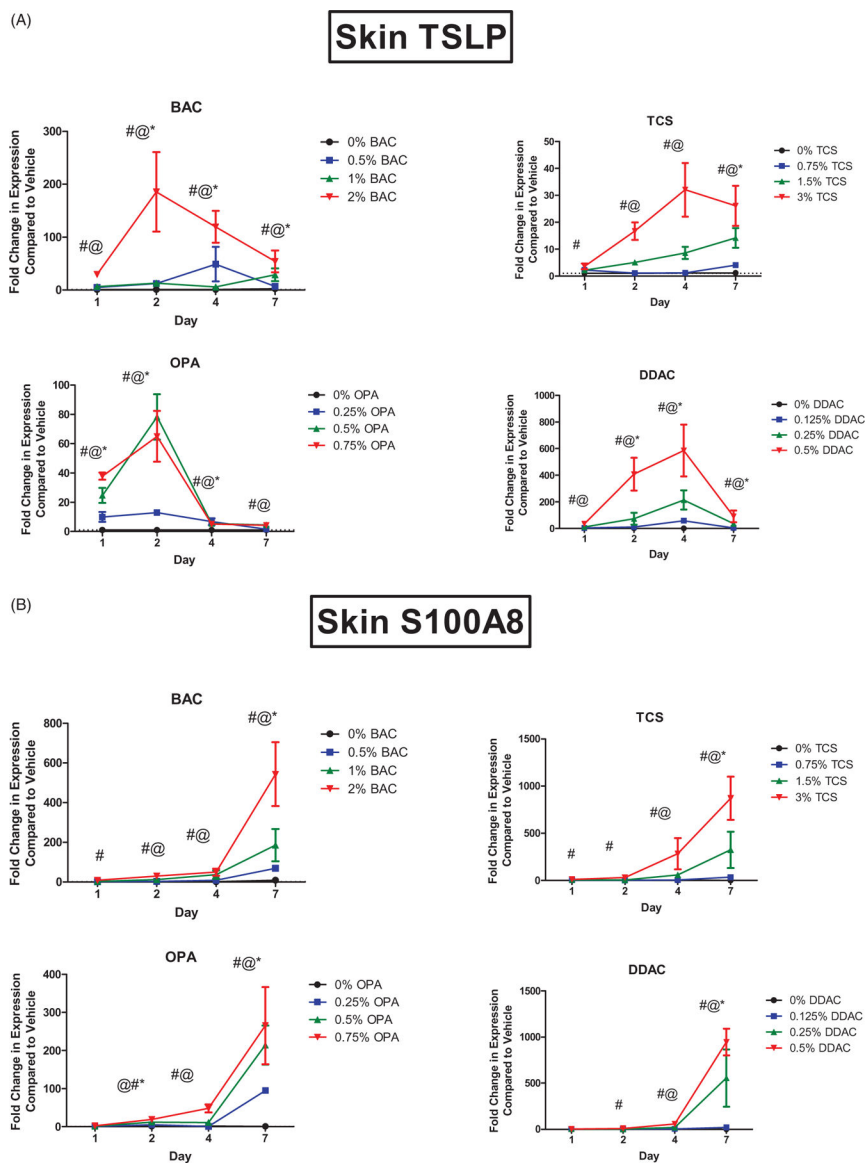 (A)
Skin TSLP
BAC
Fold Change in Expression
Compared to Vehicle
300
200
100
0
#@
#@*
#@*
#@*
1
2
4
7
Day
0% BAC
0.5% BAC
1% BAC
2% BAC
TCS
Fold Change in Expression
Compared to Vehicle
50
40
30
20
10
0
#
#@
#@
#@*
1
2
4
7
Day
0% TCS
0.75% TCS
1.5% TCS
3% TCS
OPA
Fold Change in Expression
Compared to Vehicle
100
80
60
40
20
0
#@*
#@*
#@*
#@
1
2
4
7
Day
0% OPA
0.25% OPA
0.5% OPA
0.75% OPA
DDAC
Fold Change in Expression
Compared to Vehicle
1000
800
600
400
200
0
#@
#@*
#@*
#@*
1
2
4
7
Day
0% DDAC
0.125% DDAC
0.25% DDAC
0.5% DDAC
(B)
Skin S100A8
BAC
Fold Change in Expression
Compared to Vehicle
800
600
400
200
0
#
#@
#@
#@*
1
2
4
7
Day
0% BAC
0.5% BAC
1% BAC
2% BAC
TCS
Fold Change in Expression
Compared to Vehicle
1500
1000
500
0
#
#
#@
#@*
1
2
4
7
Day
0% TCS
0.75% TCS
1.5% TCS
3% TCS
OPA
Fold Change in Expression
Compared to Vehicle
400
300
200
100
0
@#*
#@
#@*
1
2
4
7
Day
0% OPA
0.25% OPA
0.5% OPA
0.75% OPA
DDAC
Fold Change in Expression
Compared to Vehicle
1500
1000
500
0
#
#@
#@*
1
2
4
7
Day
0% DDAC
0.125% DDAC
0.25% DDAC
0.5% DDAC